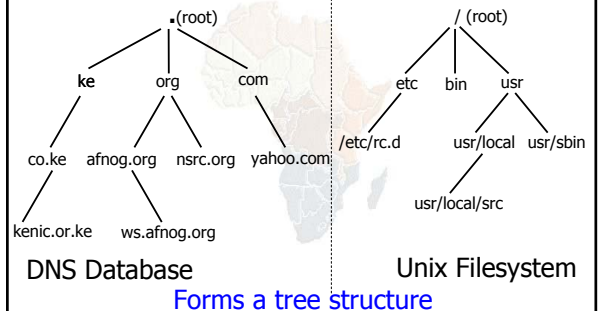 .(root)
ke org com
co.ke afnog.org nsrc.org yahoo.com
kenic.or.ke ws.afnog.org
DNS Database
/ (root)
etc bin usr
/etc/rc.d usr/local usr/sbin
usr/local/src
Unix Filesystem
Forms a tree structure